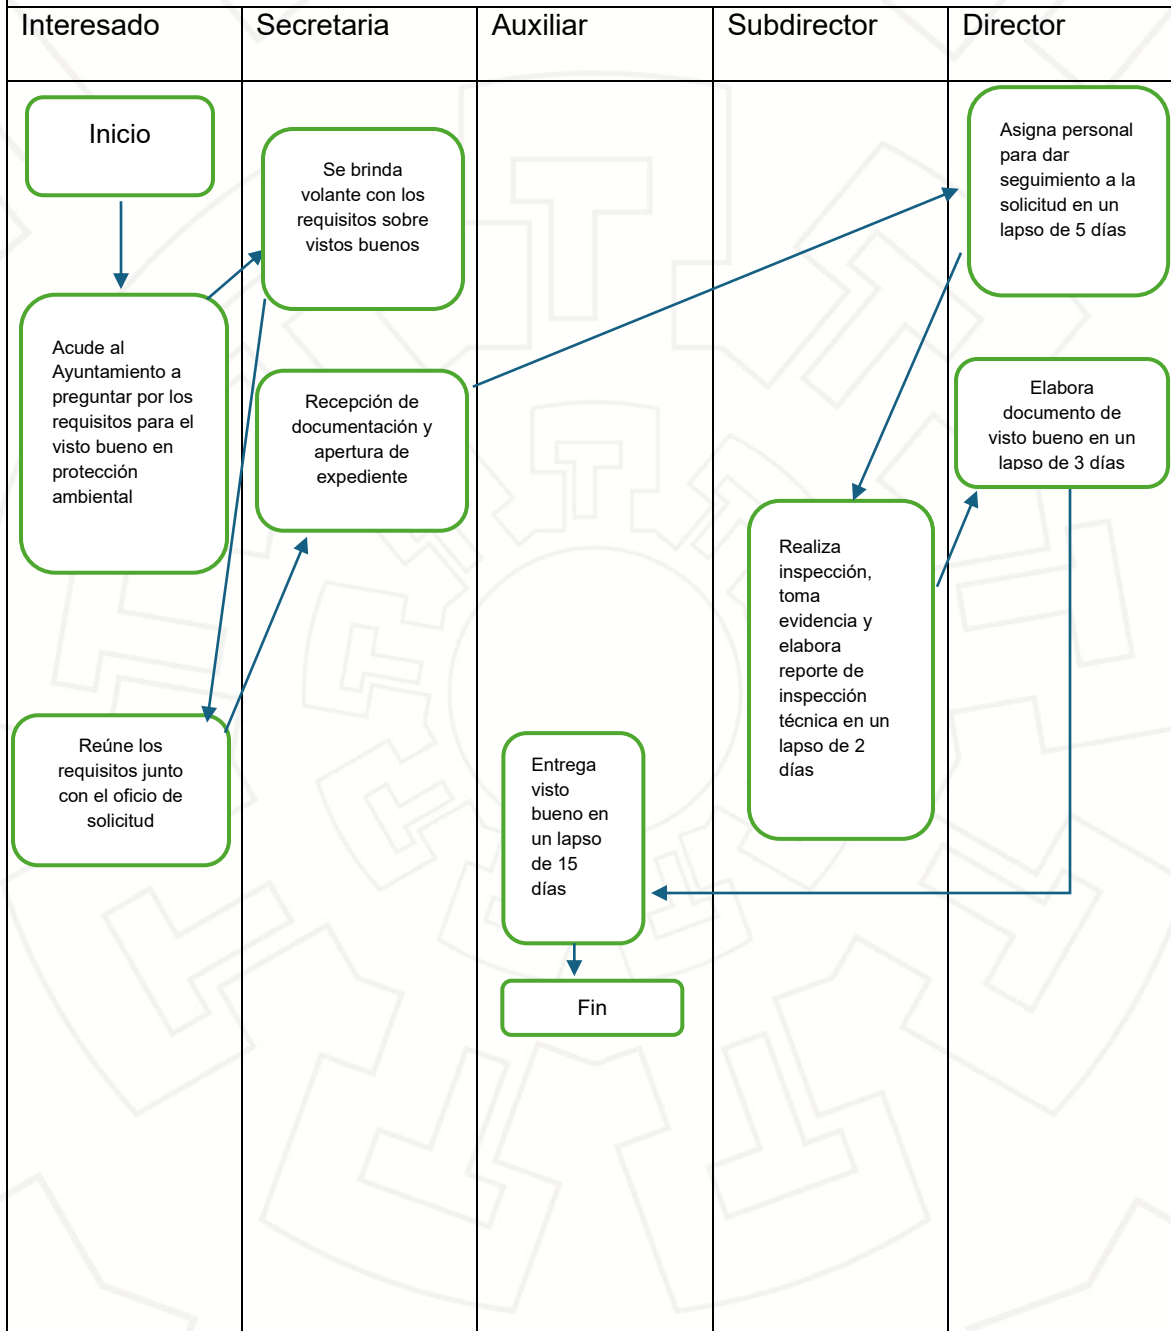 Interesado
Secretaria
Auxiliar
Subdirector
Director
Inicio
Acude al
Ayuntamiento a
preguntar por los
requisitos para el
visto bueno en
protección
ambiental
Reúne los
requisitos junto
con el oficio de
solicitud
Se brinda
volante con los
requisitos sobre
vistos buenos
Recepción de
documentación y
apertura de
expediente
Entrega
visto
bueno en
un lapso
de 15
días
Fin
Realiza
inspección,
toma
evidencia y
elabora
reporte de
inspección
técnica en un
lapso de 2
días
Asigna personal
para dar
seguimiento a la
solicitud en un
lapso de 5 días
Elabora
documento de
visto bueno en un
lapso de 3 días